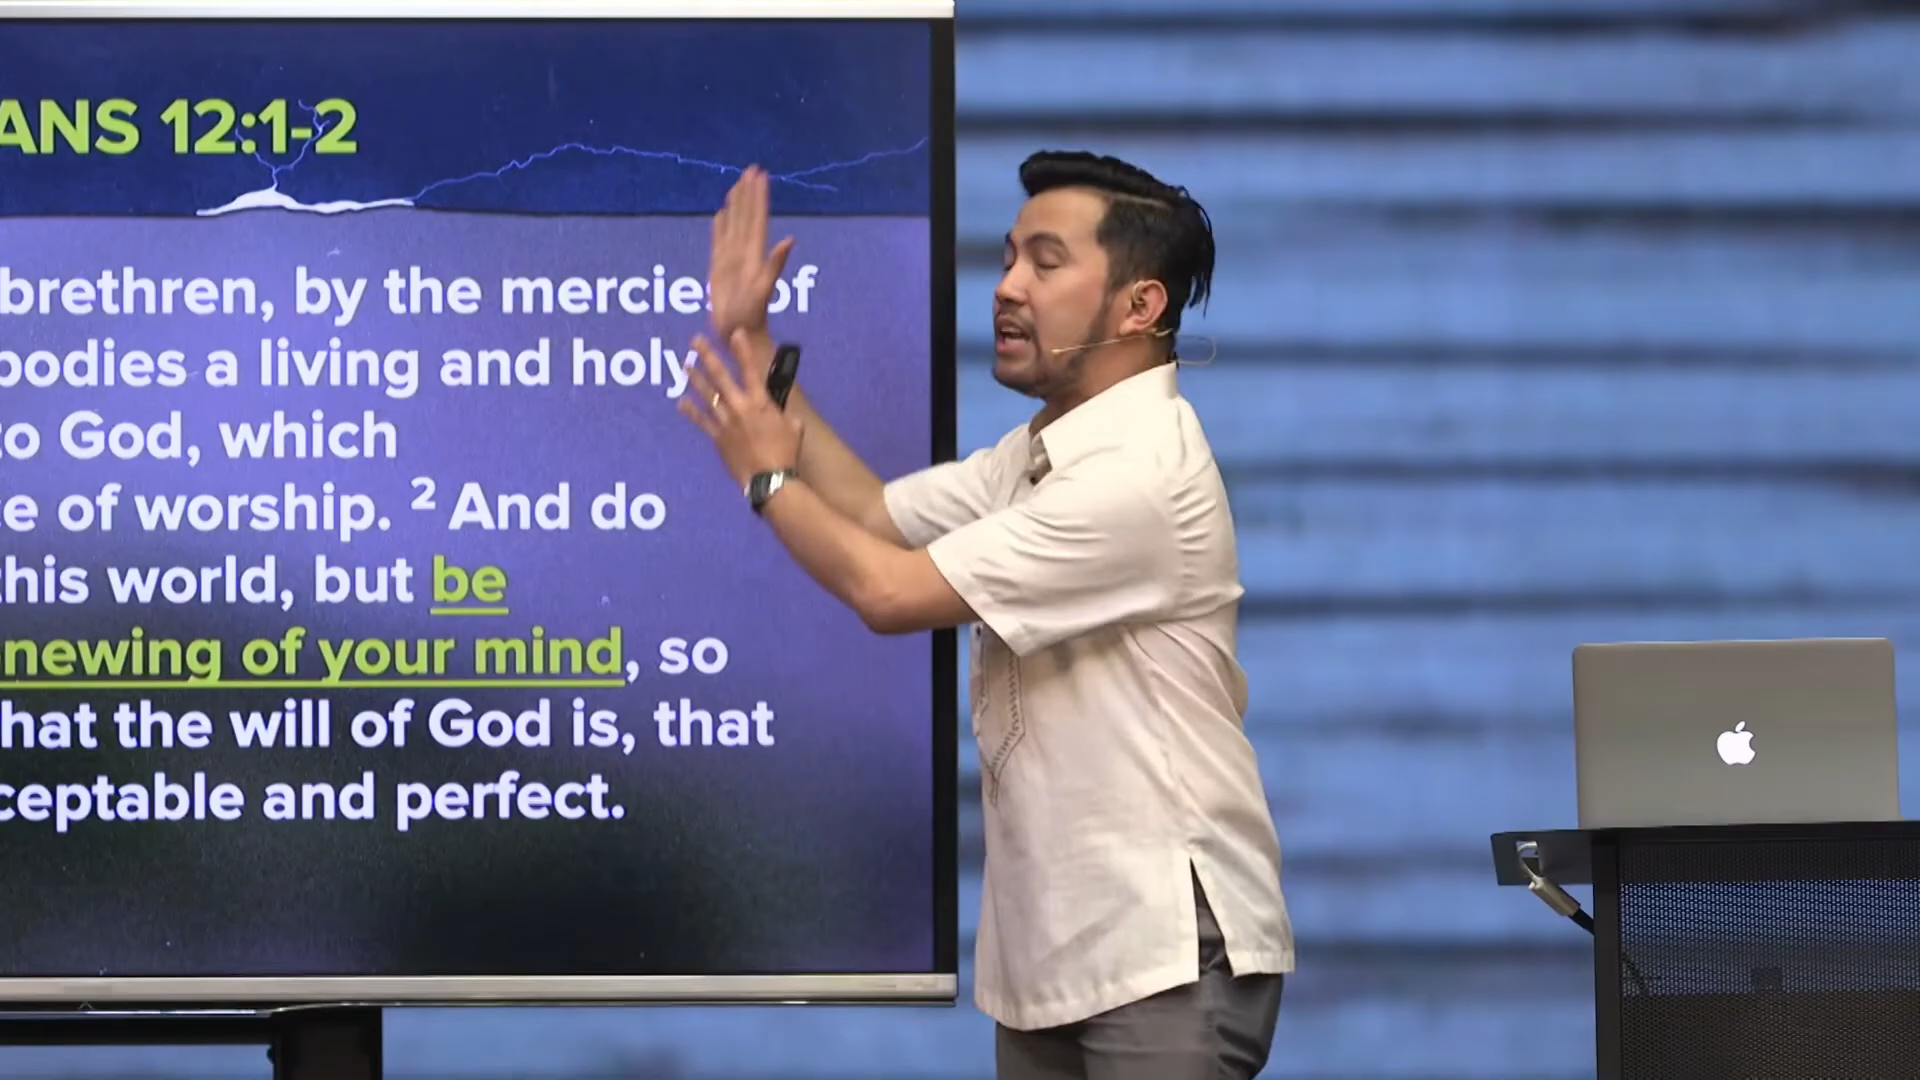 ANS 12:1-2
brethren, by the mercies of
bodies a living and holy
to God, which
ce of worship. ² And do
this world, but be
newing of your mind, so
hat the will of God is, that
ceptable and perfect.